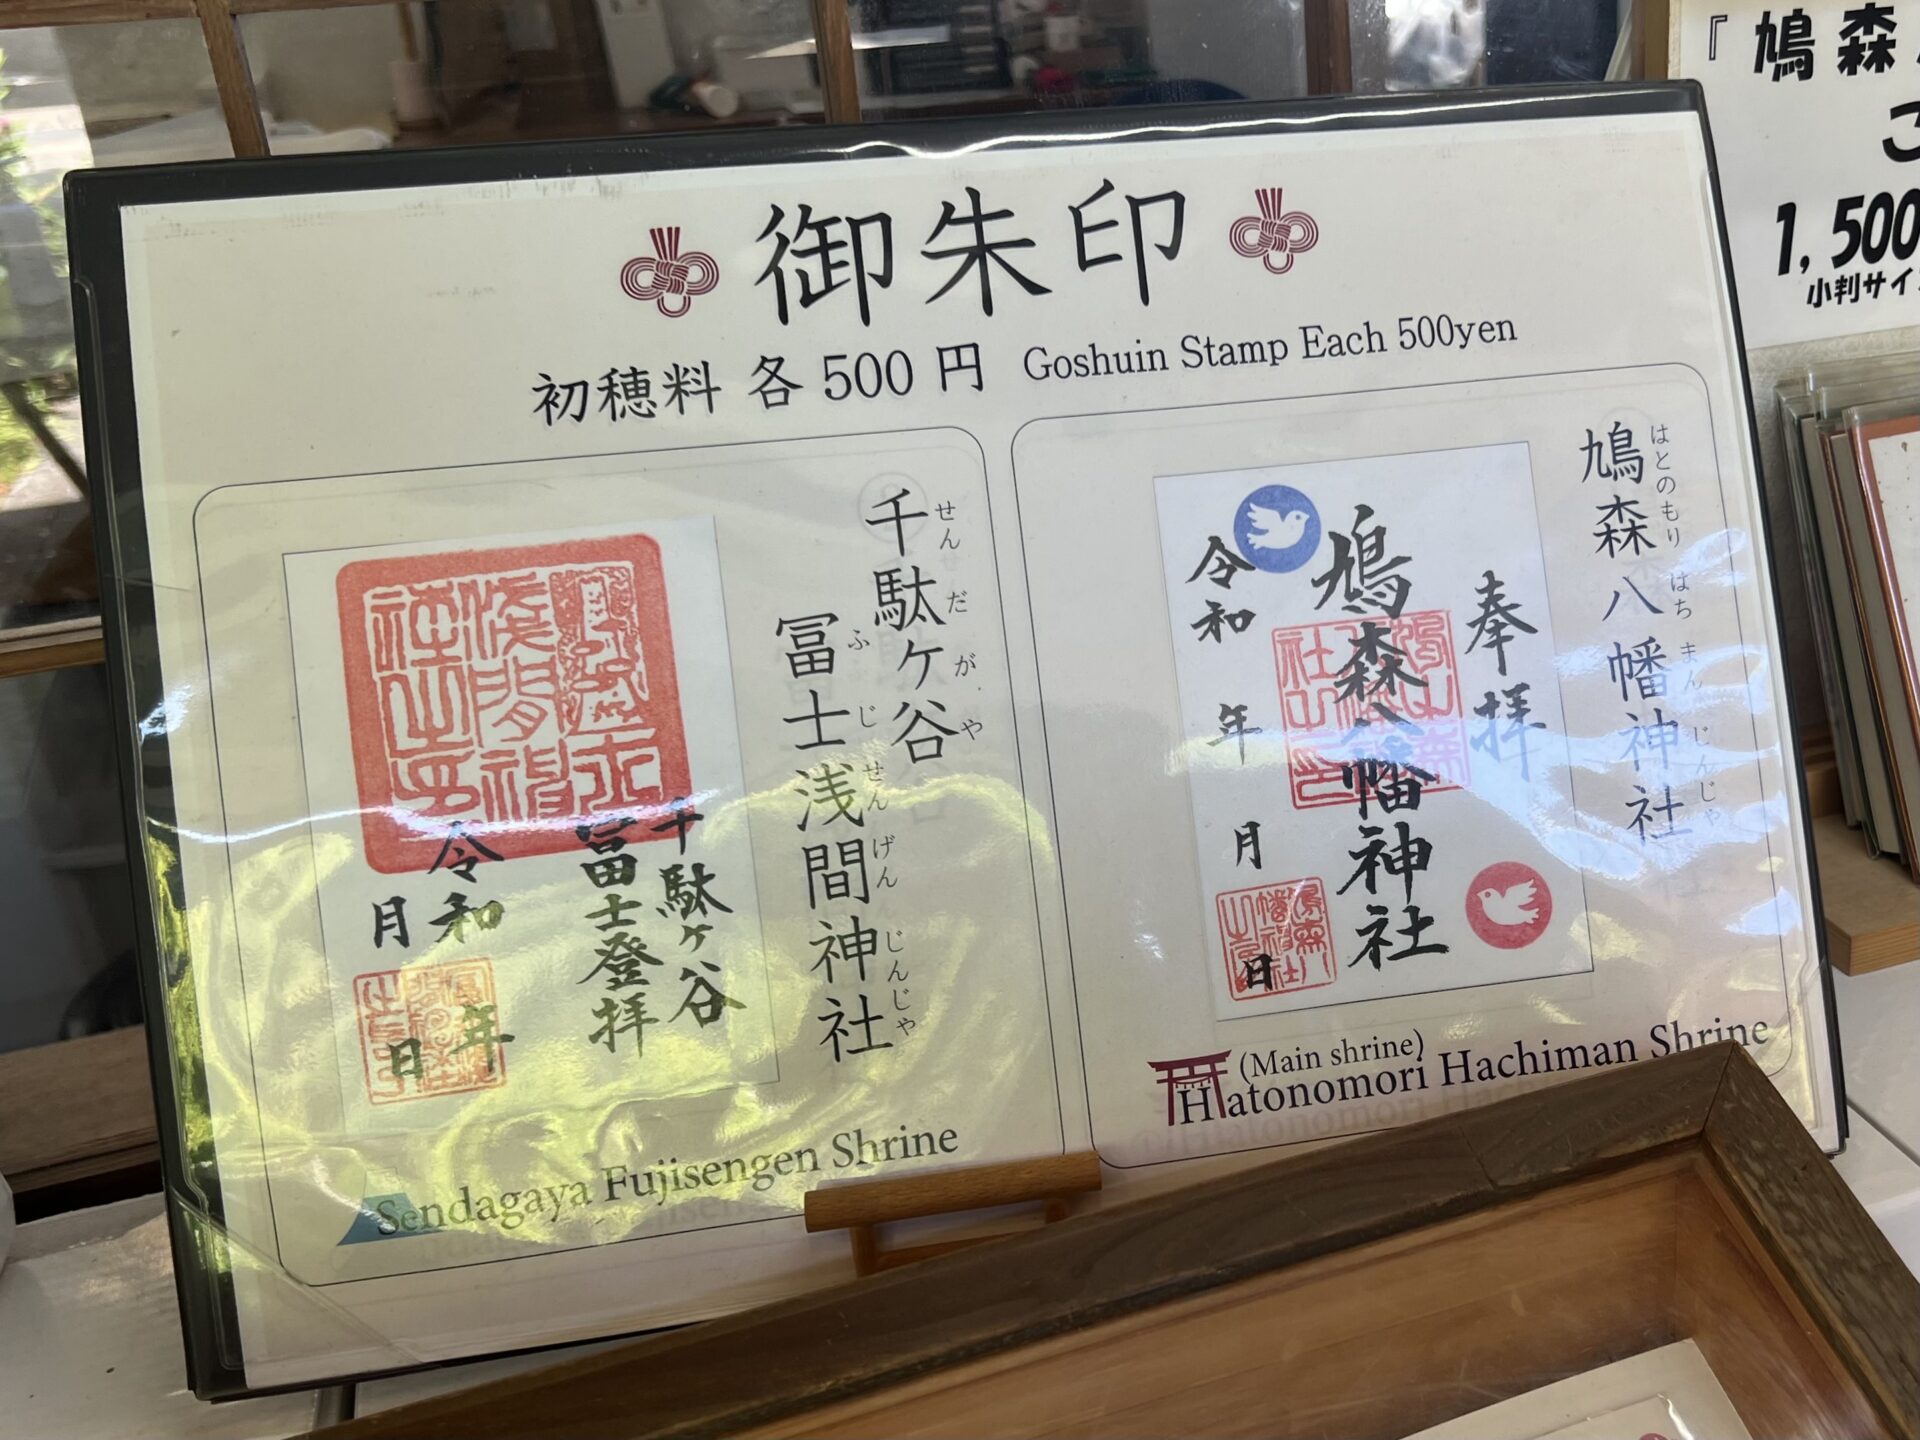 御朱印
初穂料 各500円 Goshuin Stamp Each 500yen
鳩森八幡神社
はとのもり はちまん じんじゃ
奉拝
鳩森八幡神社
令和 年 月 日
(Main shrine)
Hatonomori Hachiman Shrine
千駄ヶ谷
せんだがや
冨士浅間神社
ふじせんげんじんじゃ
千駄ヶ谷
冨士登拝
令和 年
月 日
Sendagaya Fujisengen Shrine
『鳩森
1,500
小判サイ